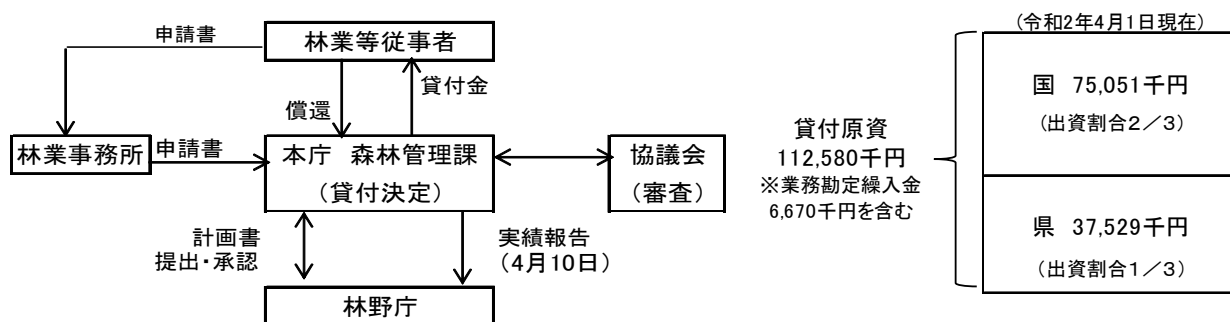 申請書
林業等従事者
償還
貸付金
林業事務所
申請書
本庁 森林管理課
(貸付決定)
協議会
(審査)
計画書
提出・承認
実績報告
(4月10日)
林野庁
貸付原資
112,580千円
※業務勘定繰入金
6,670千円を含む
(令和2年4月1日現在)
国 75,051千円
(出資割合2/3)
県 37,529千円
(出資割合1/3)